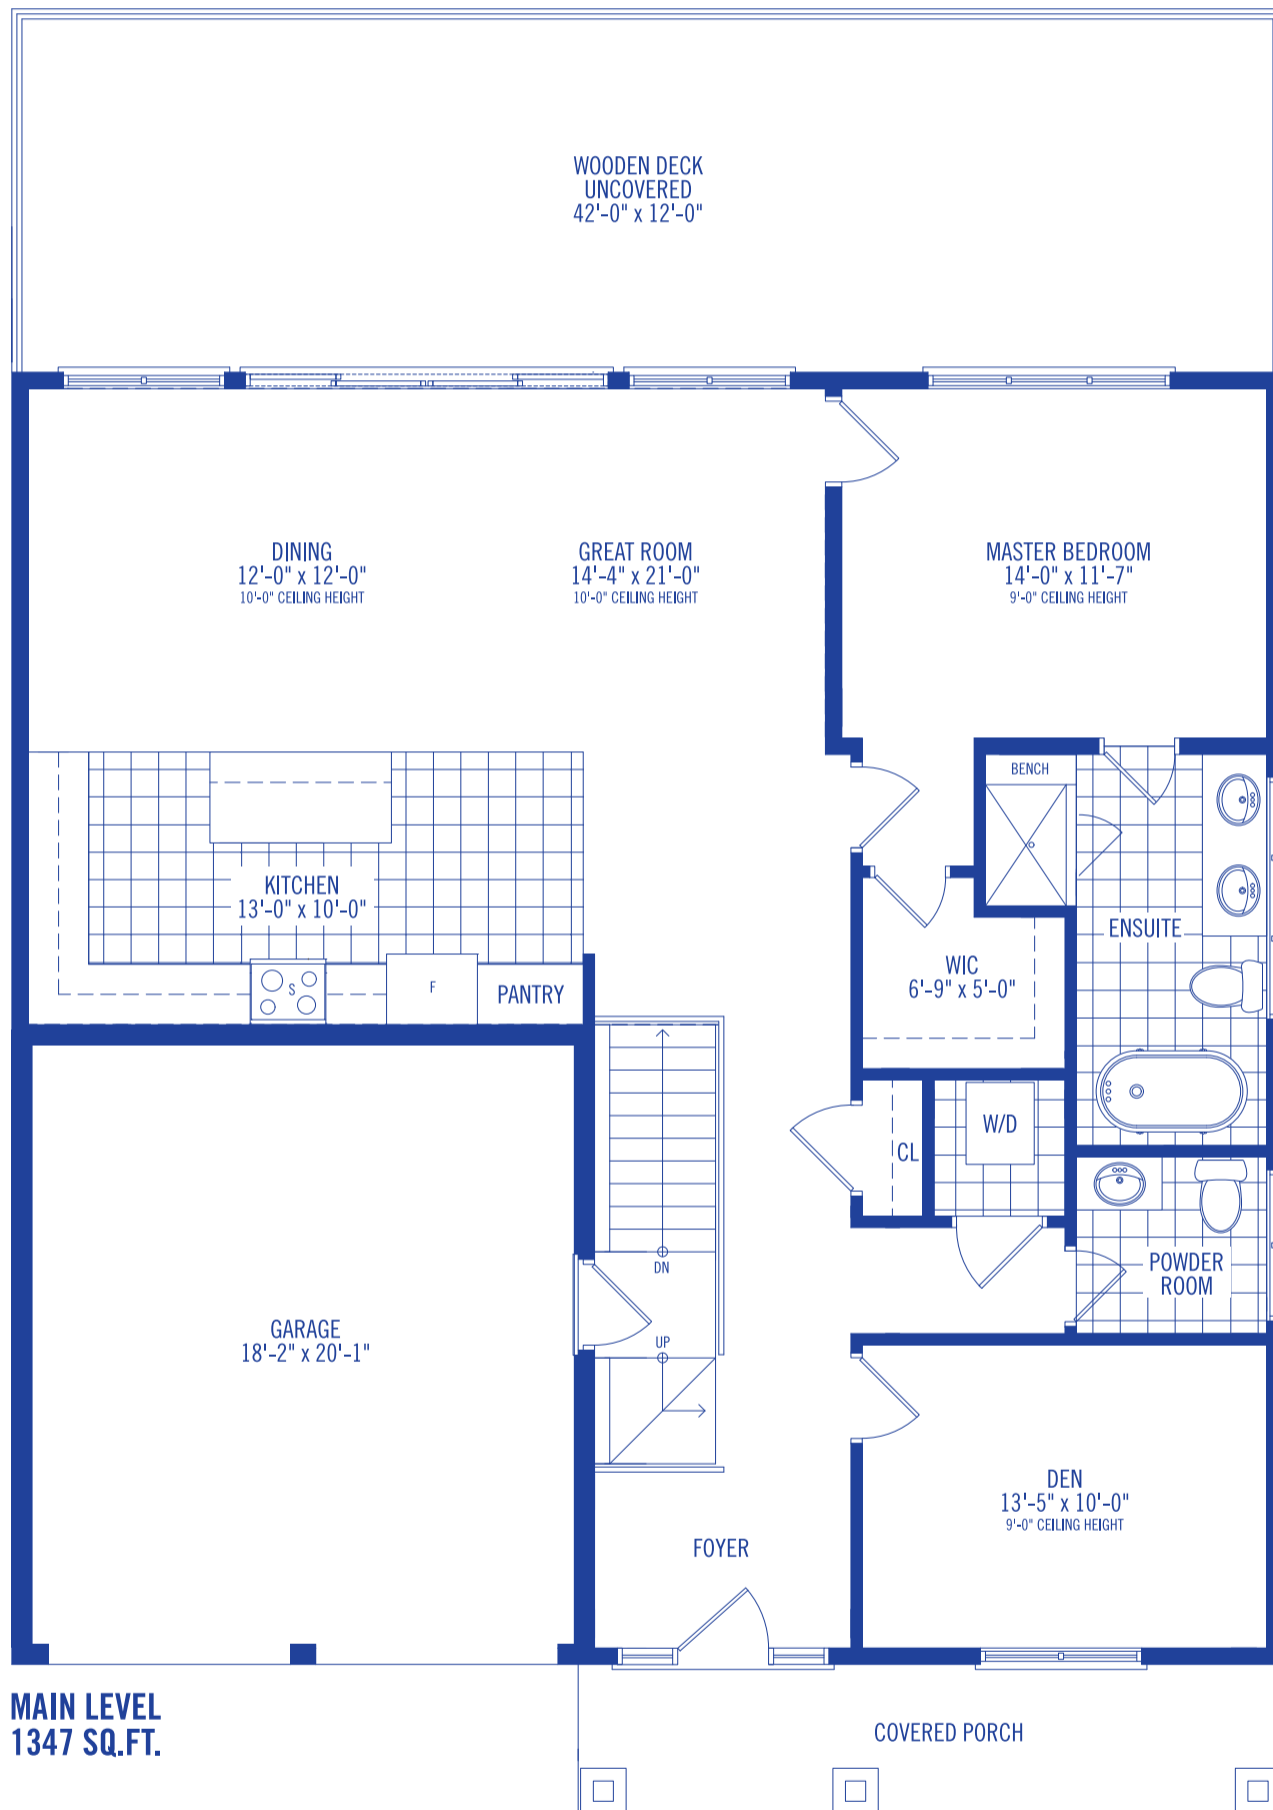 WOODEN DECK
UNCOVERED
42'-0" x 12'-0"
DINING
12'-0" x 12'-0"
10'-0" CEILING HEIGHT
GREAT ROOM
14'-4" x 21'-0"
10'-0" CEILING HEIGHT
MASTER BEDROOM
14'-0" x 11'-7"
9'-0" CEILING HEIGHT
BENCH
KITCHEN
13'-0" x 10'-0"
ENSUITE
WIC
6'-9" x 5'-0"
S
F
PANTRY
W/D
CL
DN
POWDER
ROOM
GARAGE
18'-2" x 20'-1"
UP
DEN
13'-5" x 10'-0"
9'-0" CEILING HEIGHT
FOYER
MAIN LEVEL
1347 SQ.FT.
COVERED PORCH